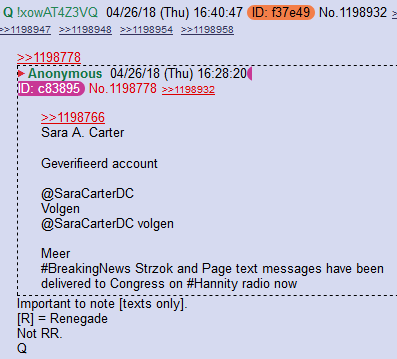 Q !xowAT4Z3VQ 04/26/18 (Thu) 16:40:47 ID: f37e49 No.1198932 >
>>1198947 >>1198948 >>1198954 >>1198958
>>1198778
Anonymous 04/26/18 (Thu) 16:28:20
ID: c83895 No.1198778 >>1198932
>>1198766
Sara A. Carter
Geverifieerd account
@SaraCarterDC
Volgen
@SaraCarterDC volgen
Meer
#BreakingNews Strzok and Page text messages have been
delivered to Congress on #Hannity radio now
Important to note [texts only].
[R] = Renegade
Not RR.
Q